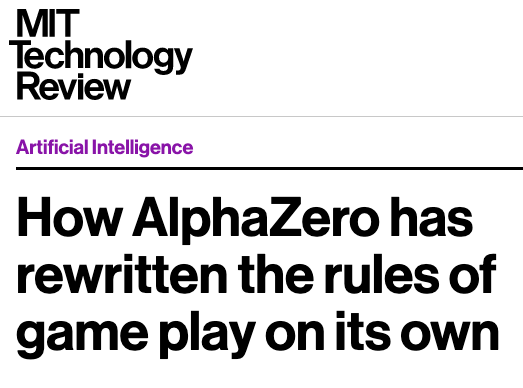 MIT
Technology
Review
Artificial Intelligence
How AlphaZero has
rewritten the rules of
game play on its own